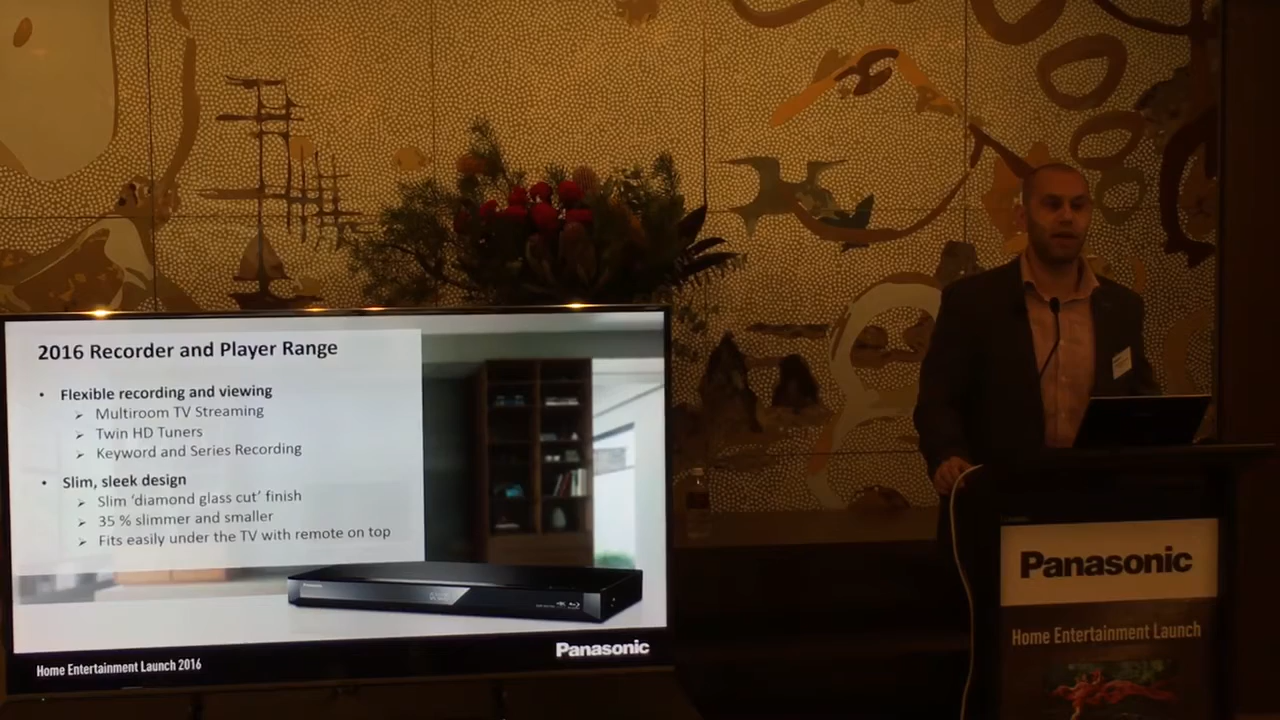 2016 Recorder and Player Range
• Flexible recording and viewing
➢ Multiroom TV Streaming
➢ Twin HD Tuners
➢ Keyword and Series Recording
• Slim, sleek design
➢ Slim ‘diamond glass cut’ finish
➢ 35 % slimmer and smaller
➢ Fits easily under the TV with remote on top
Panasonic
Home Entertainment Launch 2016
Panasonic
Panasonic
Home Entertainment Launch